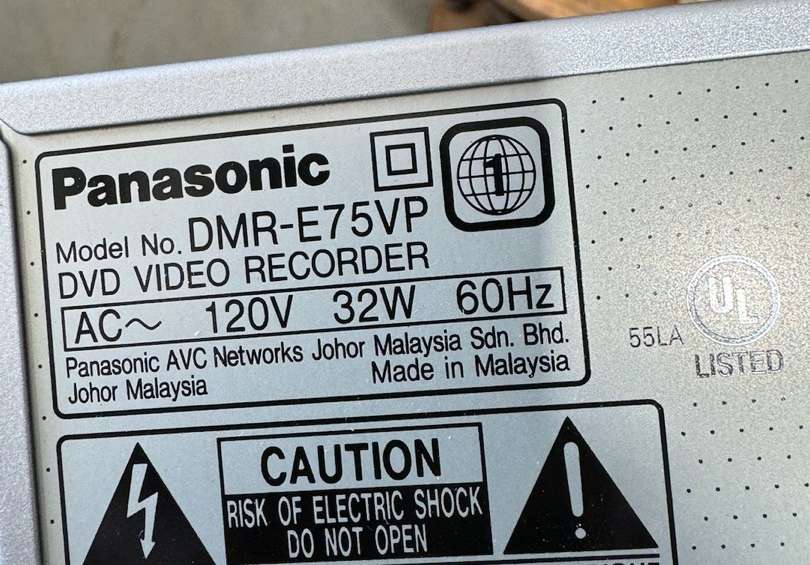 Panasonic
1
Model No. DMR-E75VP
DVD VIDEO RECORDER
AC～ 120V 32W 60Hz
Panasonic AVC Networks Johor Malaysia Sdn. Bhd.
Johor Malaysia
Made in Malaysia
UL
55LA
LISTED
CAUTION
RISK OF ELECTRIC SHOCK
DO NOT OPEN